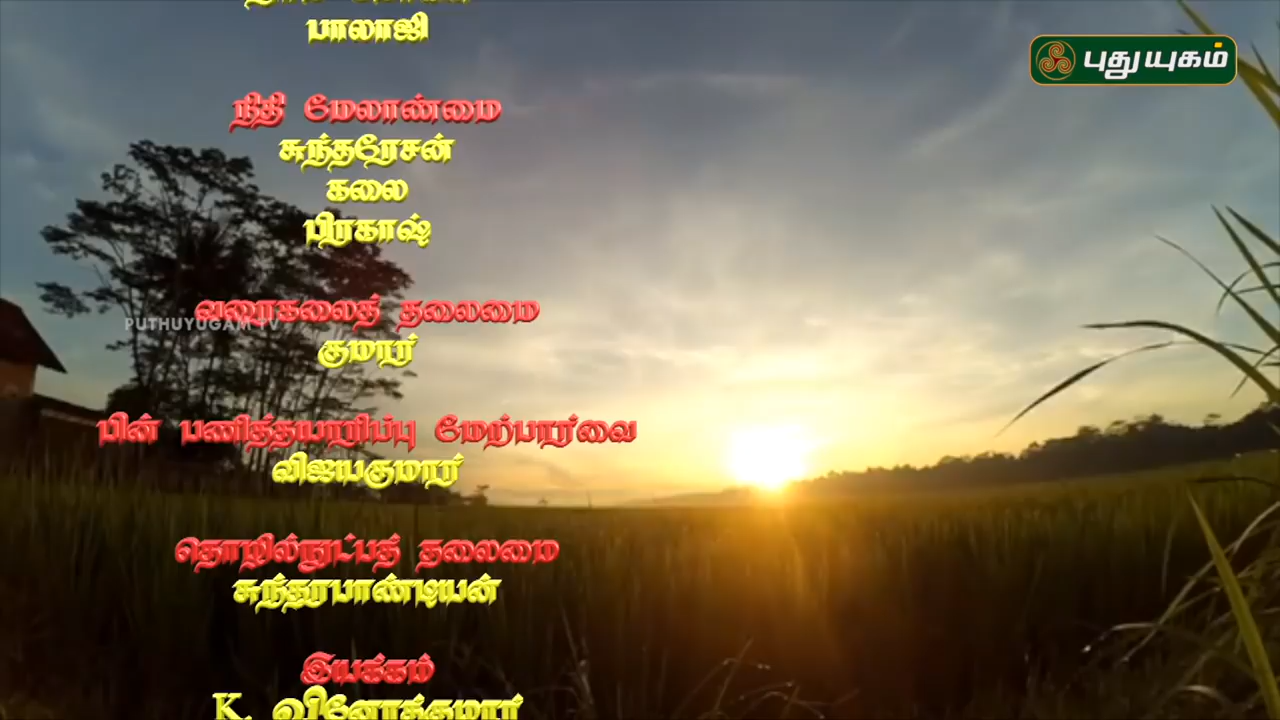 பாலாஜி
புதுயுகம்
நிதி மேலாண்மை
சுந்தரேசன்
கலை
பிரகாஷ்
வரைகலைத் தலைமை
PUTHUYUGAM TV
குமார்
பின் பணித்தயாரிப்பு மேற்பார்வை
விஜயகுமார்
தொழில்நுட்பத் தலைமை
சுந்தரபாண்டியன்
இயக்கம்
K. வினோத்குமார்